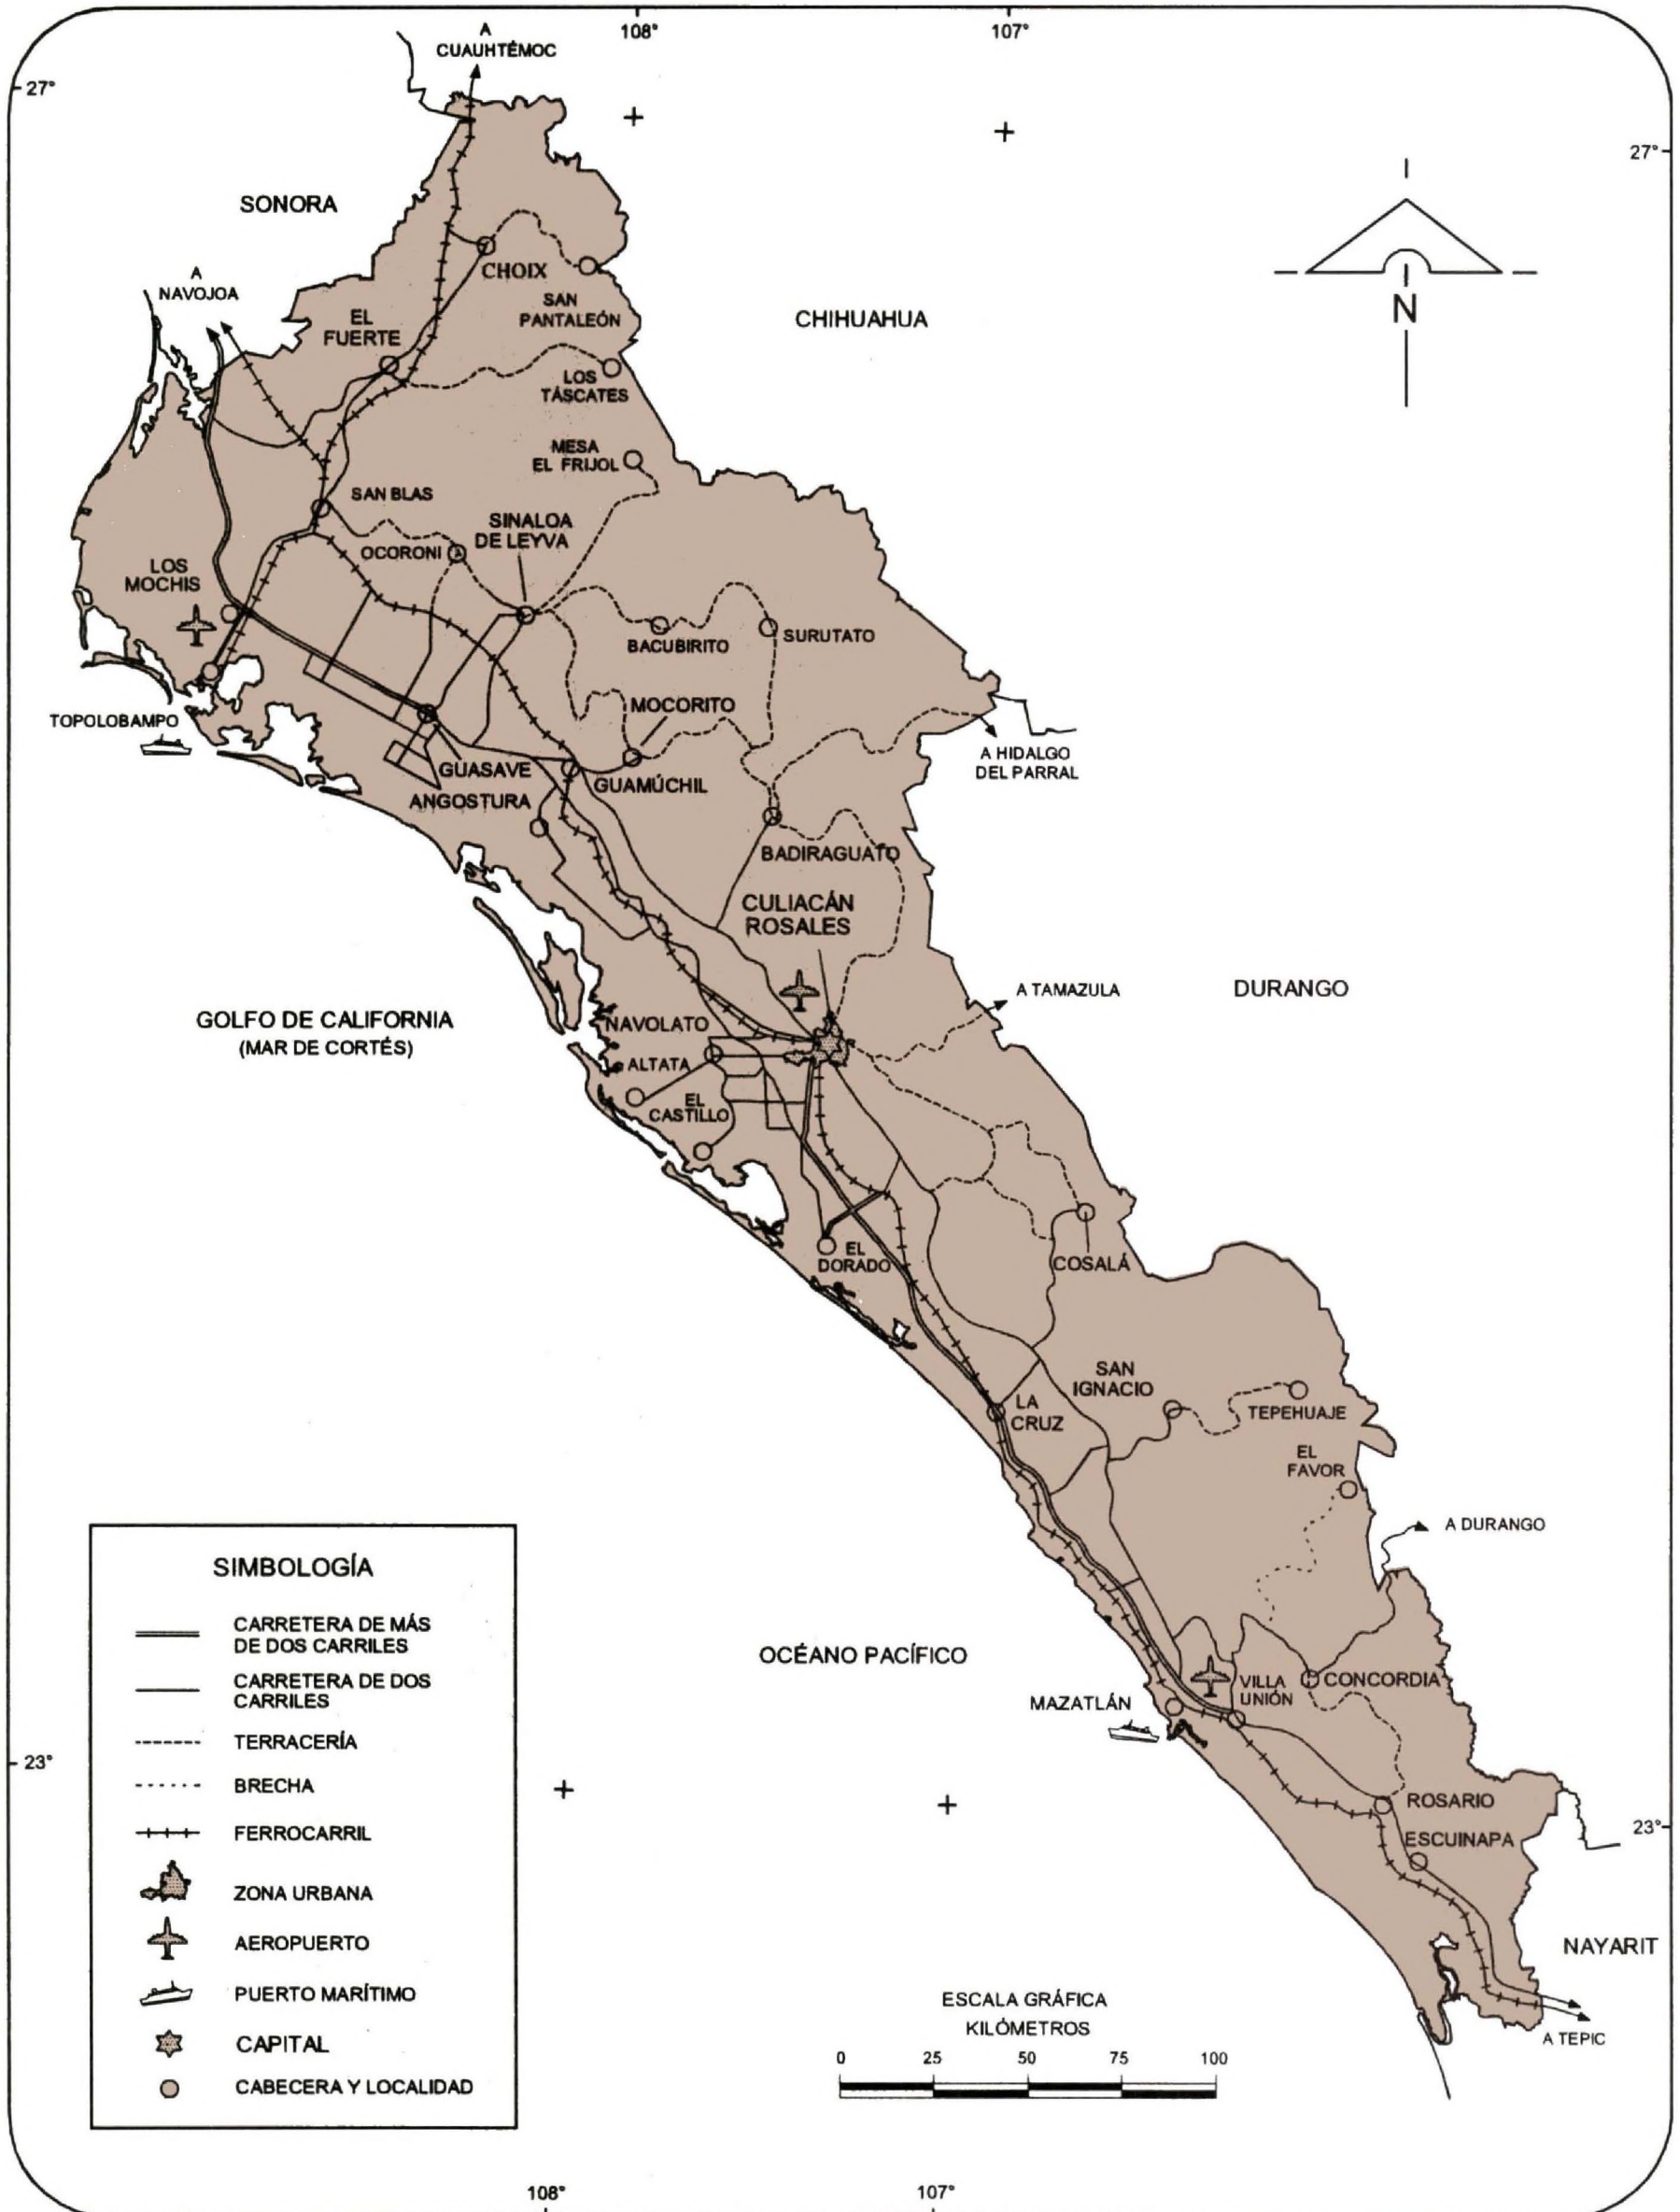 108°
107°
A
CUAUHTÉMOC
27°
27°
SONORA
A
NAVOJOA
CHOIX
SAN
PANTALEÓN
EL
FUERTE
CHIHUAHUA
N
LOS
TÁSCATES
MESA
EL FRIJOL
SAN BLAS
SINALOA
DE LEYVA
OCORONI
LOS
MOCHIS
BACUBIRITO
SURUTATO
MOCORITO
TOPOLOBAMPO
A HIDALGO
DEL PARRAL
GUASAVE
GUAMÚCHIL
ANGOSTURA
BADIRAGUATO
CULIACÁN
ROSALES
A TAMAZULA
DURANGO
GOLFO DE CALIFORNIA
(MAR DE CORTÉS)
NAVOLATO
ALTATA
EL
CASTILLO
EL
DORADO
COSALÁ
SAN
IGNACIO
TEPEHUAJE
LA
CRUZ
EL
FAVOR
A DURANGO
OCÉANO PACÍFICO
MAZATLÁN
VILLA
UNIÓN
CONCORDIA
ROSARIO
ESCUINAPA
23°
23°
NAYARIT
A TEPIC
SIMBOLOGÍA
CARRETERA DE MÁS
DE DOS CARRILES
CARRETERA DE DOS
CARRILES
TERRACERÍA
BRECHA
FERROCARRIL
ZONA URBANA
AEROPUERTO
PUERTO MARÍTIMO
CAPITAL
CABECERA Y LOCALIDAD
ESCALA GRÁFICA
KILÓMETROS
0 25 50 75 100
108°
107°